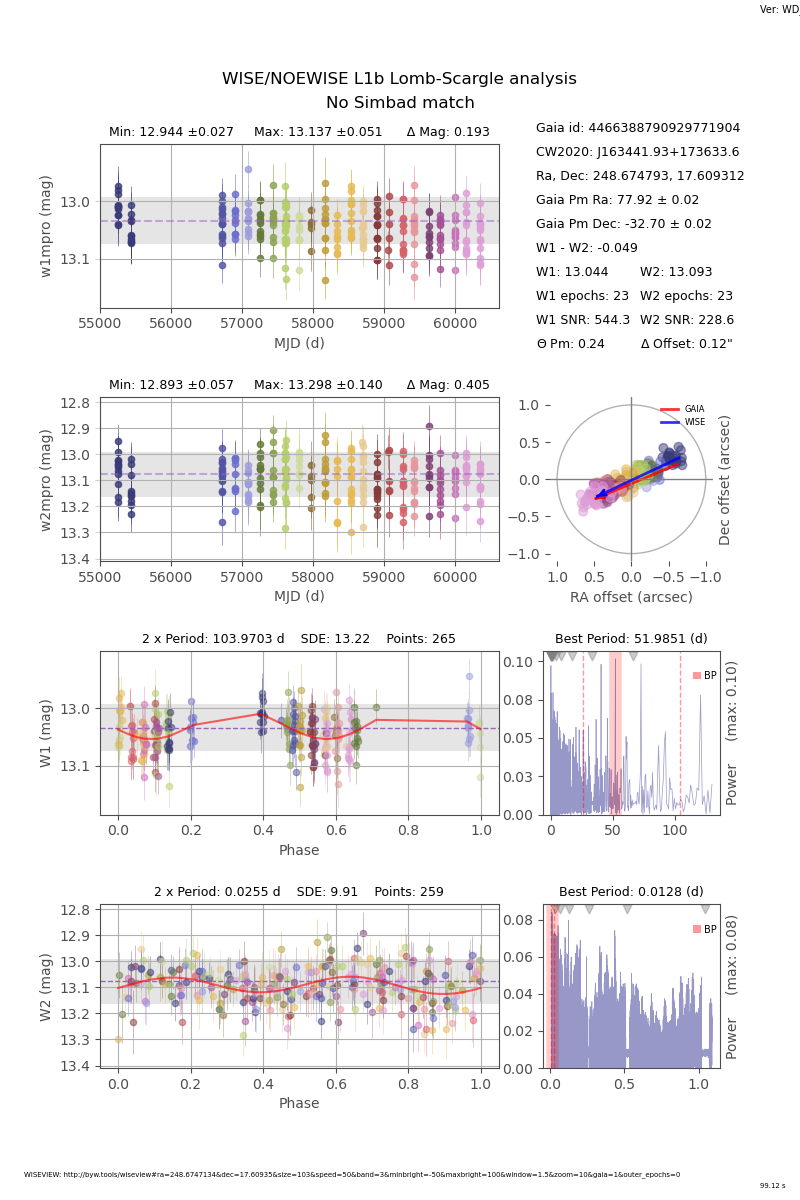 Ver: WD_
WISE/NOEWISE L1b Lomb-Scargle analysis
No Simbad match
Min: 12.944 ±0.027 Max: 13.137 ±0.051 Δ Mag: 0.193
13.0
13.1
w1mpro (mag)
55000 56000 57000 58000 59000 60000
MJD (d)
Gaia id: 4466388790929771904
CW2020: J163441.93+173633.6
Ra, Dec: 248.674793, 17.609312
Gaia Pm Ra: 77.92 ± 0.02
Gaia Pm Dec: -32.70 ± 0.02
W1 - W2: -0.049
W1: 13.044 W2: 13.093
W1 epochs: 23 W2 epochs: 23
W1 SNR: 544.3 W2 SNR: 228.6
Θ Pm: 0.24 Δ Offset: 0.12"
Min: 12.893 ±0.057 Max: 13.298 ±0.140 Δ Mag: 0.405
12.8
12.9
13.0
13.1
13.2
13.3
13.4
w2mpro (mag)
55000 56000 57000 58000 59000 60000
MJD (d)
GAIA
WISE
1.0
0.5
0.0
−0.5
−1.0
Dec offset (arcsec)
1.0 0.5 0.0 −0.5 −1.0
RA offset (arcsec)
2 x Period: 103.9703 d SDE: 13.22 Points: 265
13.0
13.1
W1 (mag)
0.0 0.2 0.4 0.6 0.8 1.0
Phase
Best Period: 51.9851 (d)
BP
0.10
0.08
0.05
0.03
0.00
Power (max: 0.10)
0 50 100
2 x Period: 0.0255 d SDE: 9.91 Points: 259
12.8
12.9
13.0
13.1
13.2
13.3
13.4
W2 (mag)
0.0 0.2 0.4 0.6 0.8 1.0
Phase
Best Period: 0.0128 (d)
BP
0.08
0.06
0.04
0.02
0.00
Power (max: 0.08)
0.0 0.5 1.0
WISEVIEW: http://byw.tools/wiseview#ra=248.6747134&dec=17.60935&size=103&speed=50&band=3&minbright=-50&maxbright=100&window=1.5&zoom=10&gaia=1&outer_epochs=0
99.12 s